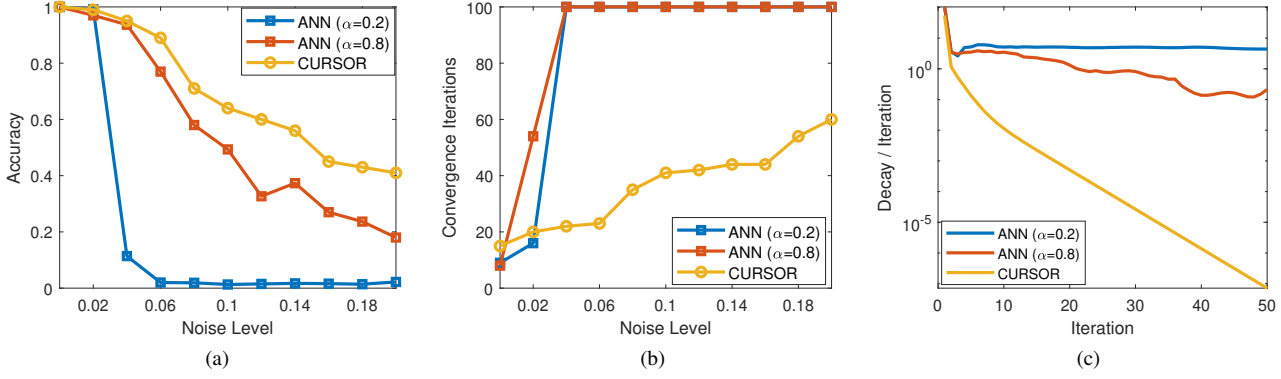 1
0.8
0.6
0.4
0.2
0
0.02
0.06
0.1
0.14
0.18
Accuracy
Noise Level
ANN (α=0.2)
ANN (α=0.8)
CURSOR
(a)
100
80
60
40
20
0
0.02
0.06
0.1
0.14
0.18
Convergence Iterations
Noise Level
ANN (α=0.2)
ANN (α=0.8)
CURSOR
(b)
10^0
10^-5
0
10
20
30
40
50
Decay / Iteration
Iteration
ANN (α=0.2)
ANN (α=0.8)
CURSOR
(c)